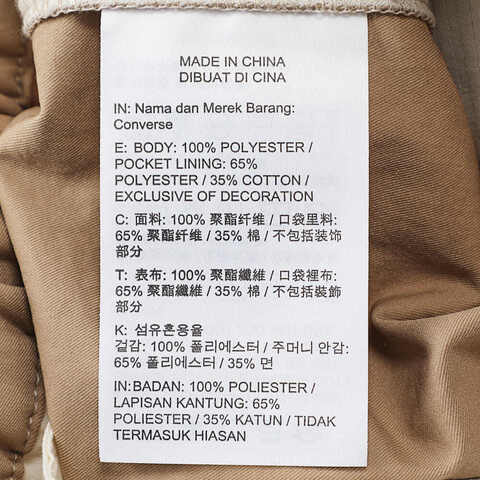 MADE IN CHINA
DIBUAT DI CINA
IN: Nama dan Merek Barang:
Converse
E: BODY: 100% POLYESTER /
POCKET LINING: 65%
POLYESTER / 35% COTTON /
EXCLUSIVE OF DECORATION
C: 面料: 100% 聚酯纤维 / 口袋里料:
65% 聚酯纤维 / 35% 棉 / 不包括装饰
部分
T: 表布: 100% 聚酯纖維 / 口袋裡布:
65% 聚酯纖維 / 35% 棉 / 不包括裝飾
部分
K: 섬유혼용율
겉감: 100% 폴리에스터 / 주머니 안감:
65% 폴리에스터 / 35% 면
IN:BADAN: 100% POLIESTER /
LAPISAN KANTUNG: 65%
POLIESTER / 35% KATUN / TIDAK
TERMASUK HIASAN